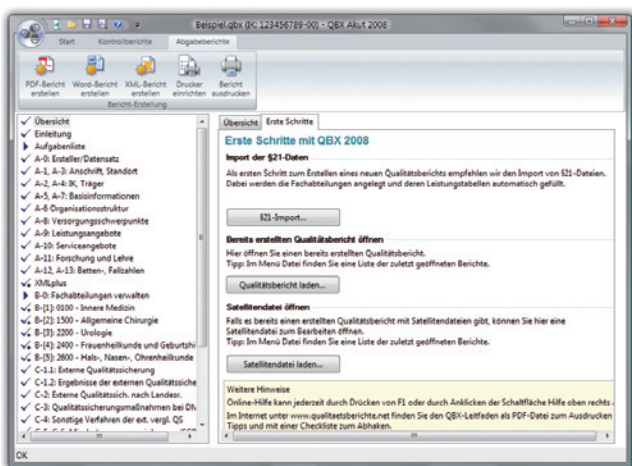 Beispiel.qbx (IK: 123456789-00) - QBX Akut 2008
Start Kontrollberichte Abgabeberichte
PDF-Bericht erstellen
Word-Bericht erstellen
XML-Bericht erstellen
Drucker einrichten
Bericht ausdrucken
Bericht-Erstellung
Übersicht
Einleitung
Aufgabenliste
A-0: Ersteller/Datensatz
A-1, A-3: Anschrift, Standort
A-2, A-4: IK, Träger
A-5, A-7: Basisinformationen
A-6 Organisationsstruktur
A-8: Versorgungsschwerpunkte
A-9: Leistungsangebote
A-10: Serviceangebote
A-11: Forschung und Lehre
A-12, A-13: Betten-, Fallzahlen
XMLplus
B-0: Fachabteilungen verwalten
B-[1]: 0100 - Innere Medizin
B-[2]: 1500 - Allgemeine Chirurgie
B-[3]: 2200 - Urologie
B-[4]: 2400 - Frauenheilkunde und Geburtshi
B-[5]: 2600 - Hals-, Nasen-, Ohrenheilkunde
C-1.1: Externe Qualitätssicherung
C-1.2: Ergebnisse der externen Qualitätssiche
C-2: Externe Qualitätssich. nach Landesr.
C-3: Qualitätssicherungsmaßnahmen bei DM
C-4: Sonstige Verfahren der ext. vergl. QS
Übersicht Erste Schritte
Erste Schritte mit QBX 2008
Import der §21-Daten
Als ersten Schritt zum Erstellen eines neuen Qualitätsberichts empfehlen wir den Import von §21-Dateien.
Dabei werden die Fachabteilungen angelegt und deren Leistungstabellen automatisch gefüllt.
§21-Import...
Bereits erstellten Qualitätsbericht öffnen
Hier öffnen Sie einen bereits erstellten Qualitätsbericht.
Tipp: Im Menü Datei finden Sie eine Liste der zuletzt geöffneten Berichte.
Qualitätsbericht laden...
Satellitendatei öffnen
Falls es bereits einen erstellten Qualitätsbericht mit Satellitendateien gibt, können Sie hier eine
Satellitendatei zum Bearbeiten öffnen.
Tipp: Im Menü Datei finden Sie eine Liste der zuletzt geöffneten Berichte.
Satellitendatei laden...
Weitere Hinweise
Online-Hilfe kann jederzeit durch Drücken von F1 oder durch Anklicken der Schaltfläche Hilfe oben rechts
Im Internet unter www.qualitaetsberichte.net finden Sie den QBX-Leitfaden als PDF-Datei zum Ausdrucken
Tipps und mit einer Checkliste zum Abhaken.
OK